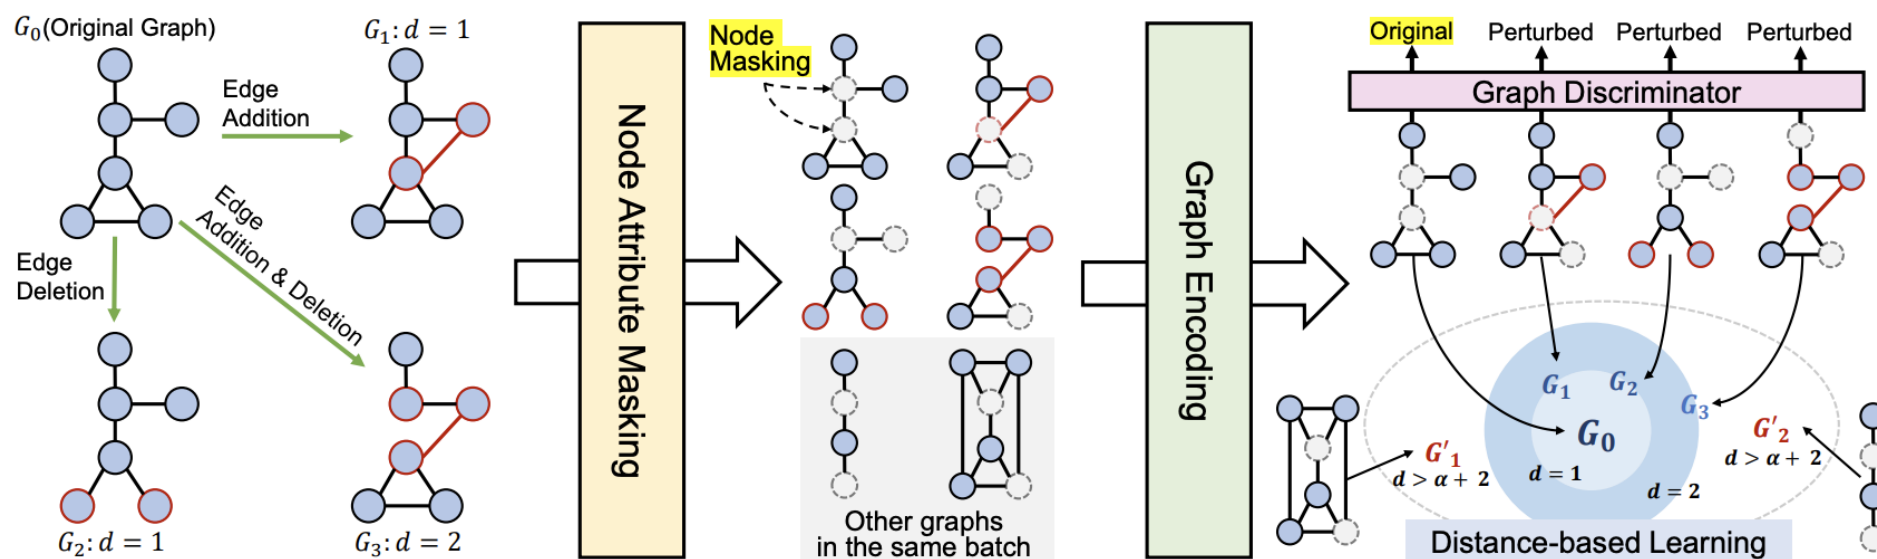 G₀(Original Graph)
G₁: d = 1
Edge
Addition
Edge
Addition & Deletion
Edge
Deletion
G₂: d = 1
G₃: d = 2
Node Attribute Masking
Node
Masking
Other graphs
in the same batch
Graph Encoding
Original
Perturbed
Perturbed
Perturbed
Graph Discriminator
G₁
G₂
G₃
G₀
d = 1
d = 2
G'₁
d > α + 2
G'₂
d > α + 2
Distance-based Learning